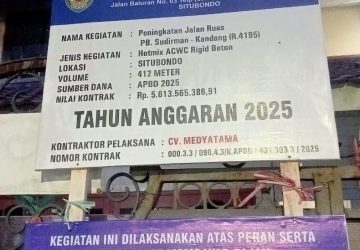 Jalan Baluran No. 03
SITUBONDO
NAMA KEGIATAN : Peningkatan Jalan Ruas
PB. Sudirman - Kandang (R.4195)
JENIS KEGIATAN : Hotmix ACWC Rigid Beton
LOKASI : SITUBONDO
VOLUME : 412 METER
SUMBER DANA : APBD 2025
NILAI KONTRAK : Rp. 5.613.565.386,91
TAHUN ANGGARAN 2025
KONTRAKTOR PELAKSANA : CV. MEDYATAMA
NOMOR KONTRAK : 000.3.3 / 090.4.3/K.APBD / 431.303.3 / 2025
KEGIATAN INI DILAKSANAKAN ATAS PERAN SERTA